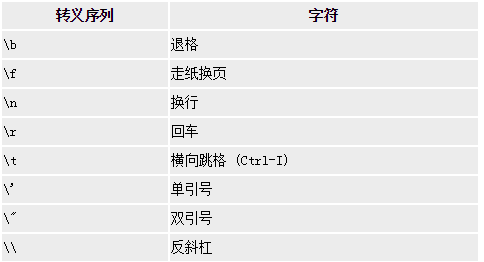 转义序列 字符
\b 退格
\f 走纸换页
\n 换行
\r 回车
\t 横向跳格 (Ctrl-I)
\' 单引号
\" 双引号
\\ 反斜杠